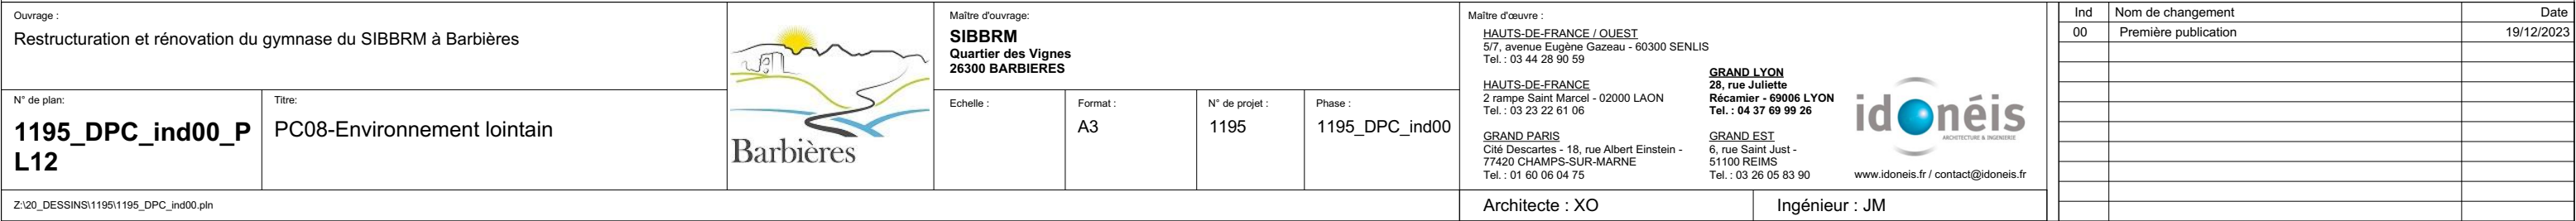 Ouvrage :
Restructuration et rénovation du gymnase du SIBBRM à Barbières
N° de plan:
1195_DPC_ind00_P
L12
Titre:
PC08-Environnement lointain
Z:\20_DESSINS\1195\1195_DPC_ind00.pln
Barbières
Maître d'ouvrage:
SIBBRM
Quartier des Vignes
26300 BARBIERES
Echelle :
Format :
A3
N° de projet :
1195
Phase :
1195_DPC_ind00
Maître d'œuvre :
HAUTS-DE-FRANCE / OUEST
5/7, avenue Eugène Gazeau - 60300 SENLIS
Tel. : 03 44 28 90 59
HAUTS-DE-FRANCE
2 rampe Saint Marcel - 02000 LAON
Tel. : 03 23 22 61 06
GRAND PARIS
Cité Descartes - 18, rue Albert Einstein -
77420 CHAMPS-SUR-MARNE
Tel. : 01 60 06 04 75
GRAND LYON
28, rue Juliette
Récamier - 69006 LYON
Tel. : 04 37 69 99 26
GRAND EST
6, rue Saint Just -
51100 REIMS
Tel. : 03 26 05 83 90
idonéis
ARCHITECTURE & INGENIERIE
www.idoneis.fr / contact@idoneis.fr
Architecte : XO
Ingénieur : JM
Ind Nom de changement Date
00 Première publication 19/12/2023